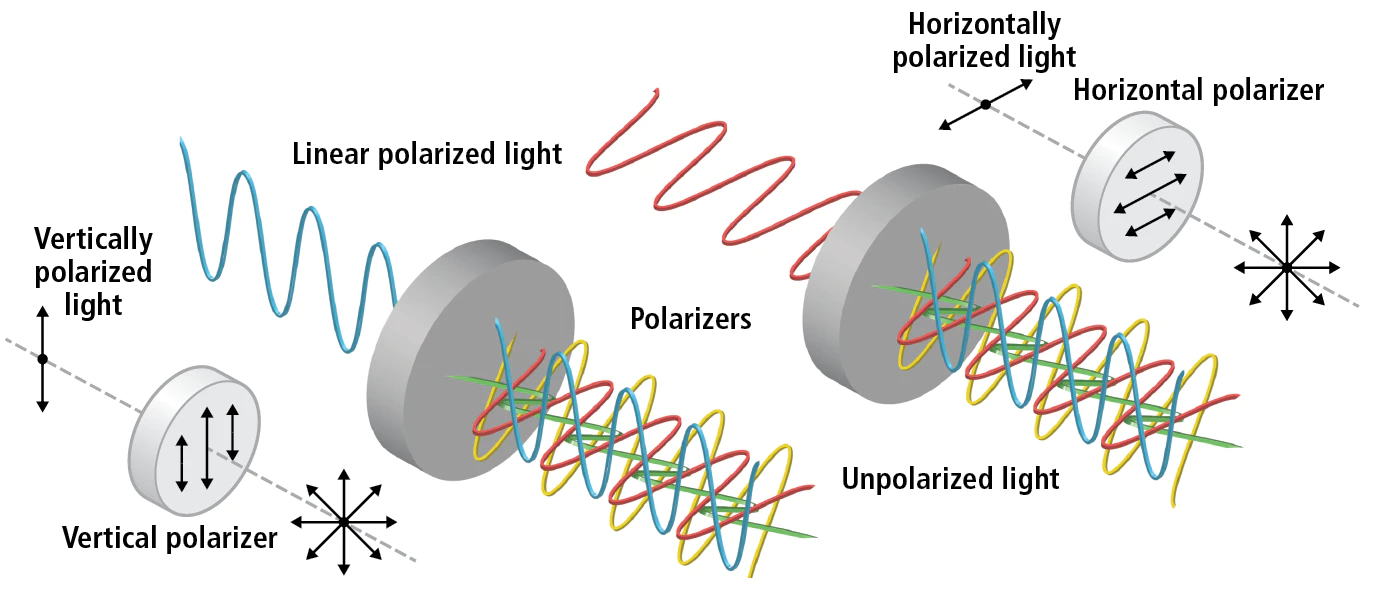 Horizontally
polarized light
Horizontal polarizer
Linear polarized light
Vertically
polarized
light
Polarizers
Unpolarized light
Vertical polarizer